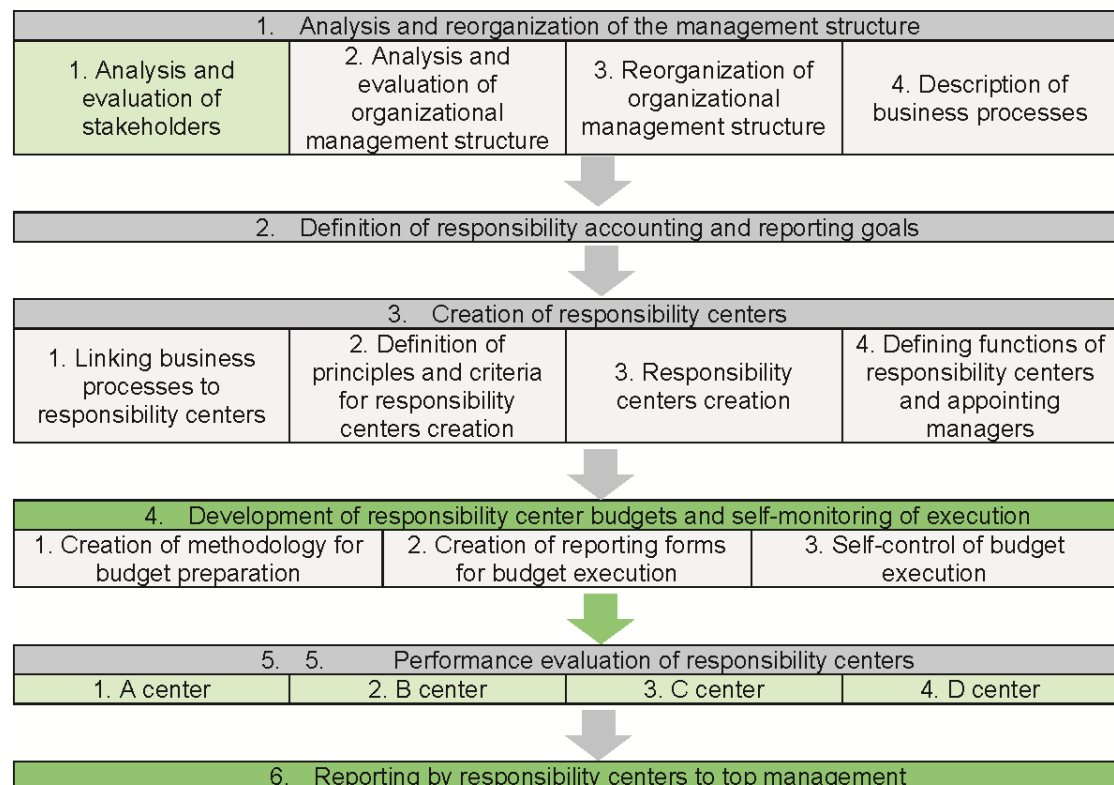 1. Analysis and reorganization of the management structure
1. Analysis and
evaluation of
stakeholders
2. Analysis and
evaluation of
organizational
management structure
3. Reorganization of
organizational
management structure
4. Description of
business processes
2. Definition of responsibility accounting and reporting goals
3. Creation of responsibility centers
1. Linking business
processes to
responsibility centers
2. Definition of
principles and criteria
for responsibility
centers creation
3. Responsibility
centers creation
4. Defining functions of
responsibility centers
and appointing
managers
4. Development of responsibility center budgets and self-monitoring of execution
1. Creation of methodology for
budget preparation
2. Creation of reporting forms
for budget execution
3. Self-control of budget
execution
5. 5. Performance evaluation of responsibility centers
1. A center
2. B center
3. C center
4. D center
6. Reporting by responsibility centers to top management